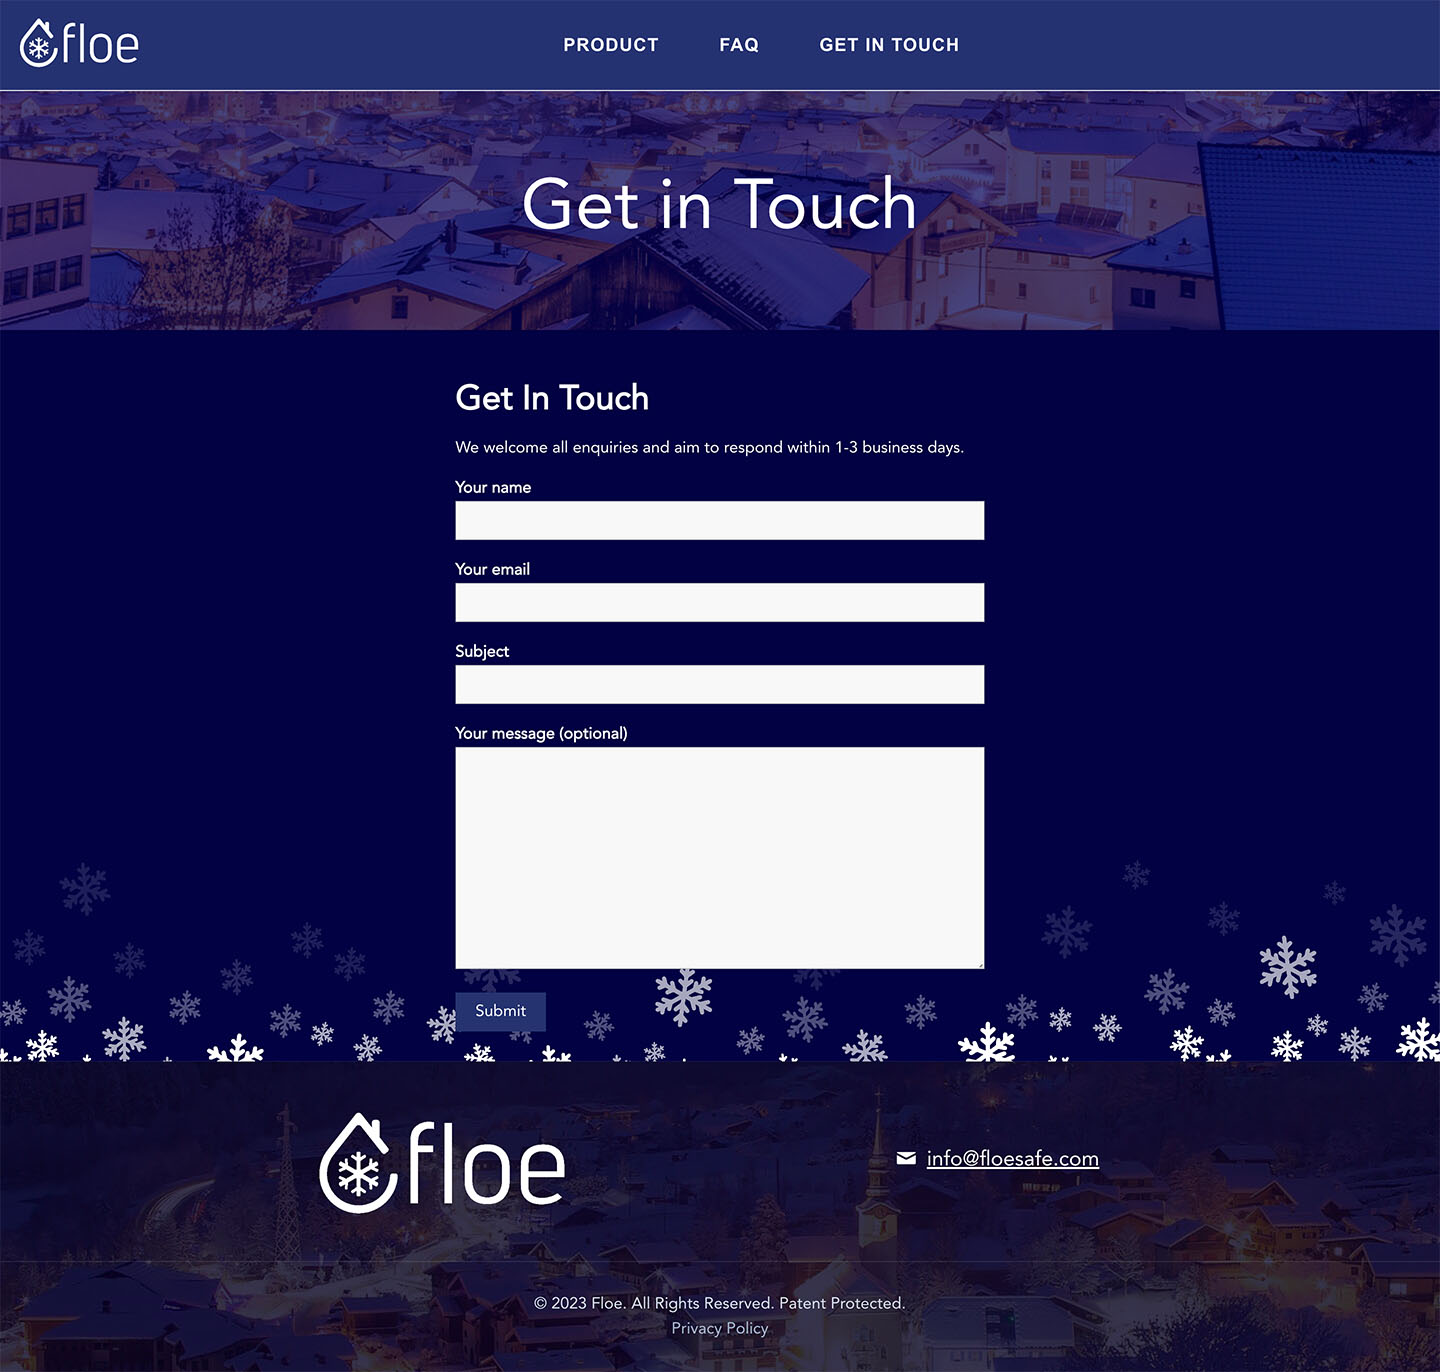 floe
PRODUCT FAQ GET IN TOUCH
Get in Touch
Get In Touch
We welcome all enquiries and aim to respond within 1-3 business days.
Your name
Your email
Subject
Your message (optional)
Submit
floe
info@floesafe.com
© 2023 Floe. All Rights Reserved. Patent Protected.
Privacy Policy